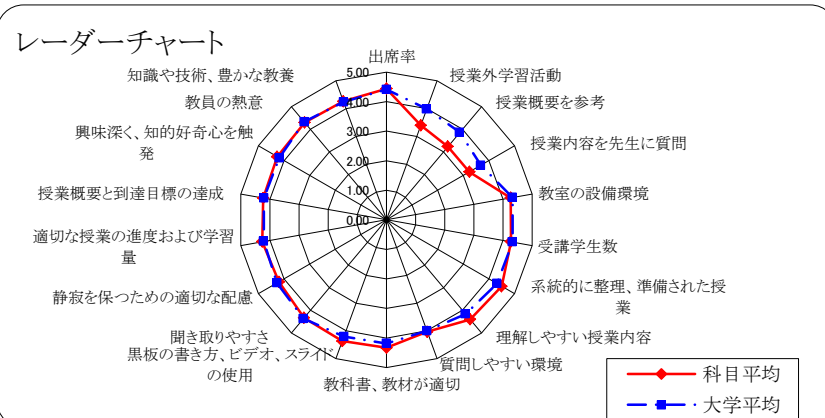 レーダーチャート
出席率
授業外学習活動
授業概要を参考
授業内容を先生に質問
教室の設備環境
受講学生数
系統的に整理、準備された授
業
理解しやすい授業内容
質問しやすい環境
教科書、教材が適切
黒板の書き方、ビデオ、スライド
の使用
聞き取りやすさ
静寂を保つための適切な配慮
適切な授業の進度および学習
量
授業概要と到達目標の達成
興味深く、知的好奇心を触
発
教員の熱意
知識や技術、豊かな教養
5.00
4.00
3.00
2.00
1.00
0.00
科目平均
大学平均